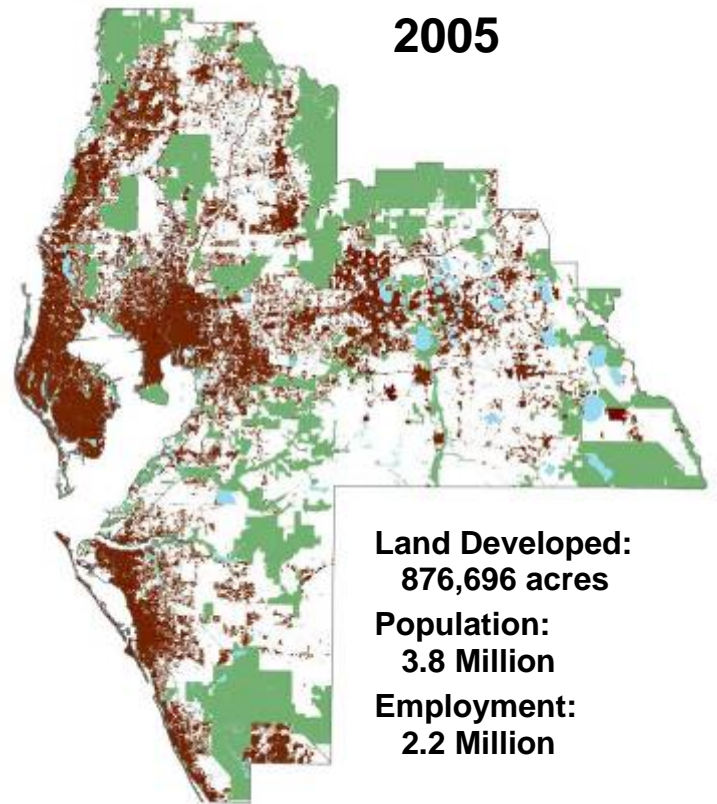 2005
Land Developed:
876,696 acres
Population:
3.8 Million
Employment:
2.2 Million